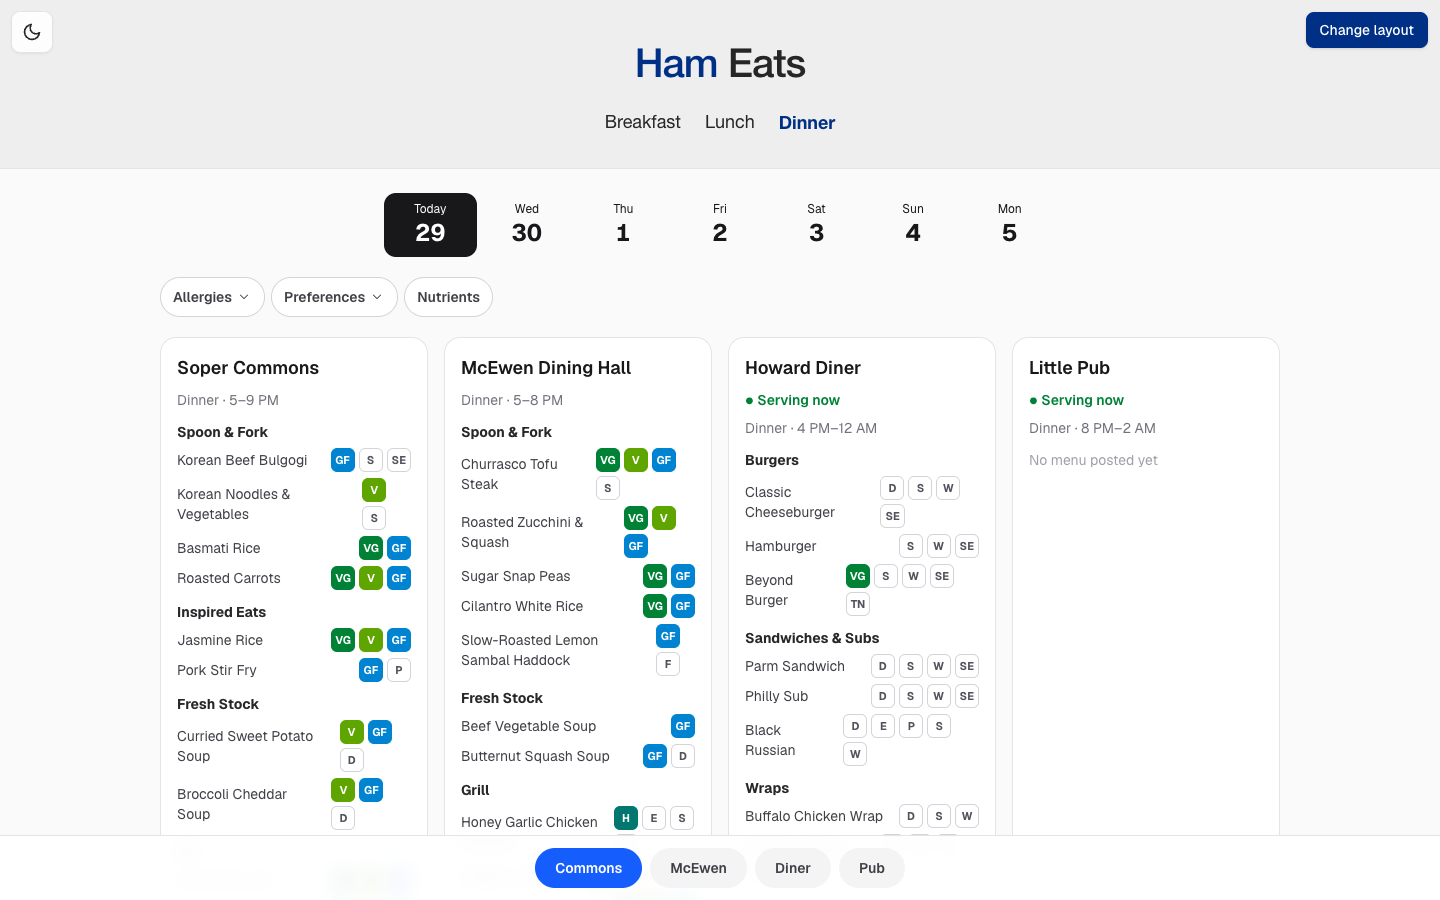 Change layout
Ham Eats
Breakfast Lunch Dinner
Today Wed Thu Fri Sat Sun Mon
29 30 1 2 3 4 5
Allergies Preferences Nutrients
Soper Commons
Dinner · 5–9 PM
Spoon & Fork
Korean Beef Bulgogi GF S SE
Korean Noodles & Vegetables V S
Basmati Rice VG GF
Roasted Carrots VG V GF
Inspired Eats
Jasmine Rice VG V GF
Pork Stir Fry GF P
Fresh Stock
Curried Sweet Potato Soup V GF D
Broccoli Cheddar Soup V GF D
McEwen Dining Hall
Dinner · 5–8 PM
Spoon & Fork
Churrasco Tofu Steak VG V GF S
Roasted Zucchini & Squash VG V GF
Sugar Snap Peas VG GF
Cilantro White Rice VG GF
Slow-Roasted Lemon Sambal Haddock GF F
Fresh Stock
Beef Vegetable Soup GF
Butternut Squash Soup GF D
Grill
Honey Garlic Chicken H E S
Howard Diner
Serving now
Dinner · 4 PM–12 AM
Burgers
Classic Cheeseburger D S W SE
Hamburger S W SE
Beyond Burger VG S W SE TN
Sandwiches & Subs
Parm Sandwich D S W SE
Philly Sub D S W SE
Black Russian D E P S W
Wraps
Buffalo Chicken Wrap D S W
Little Pub
Serving now
Dinner · 8 PM–2 AM
No menu posted yet
Commons McEwen Diner Pub